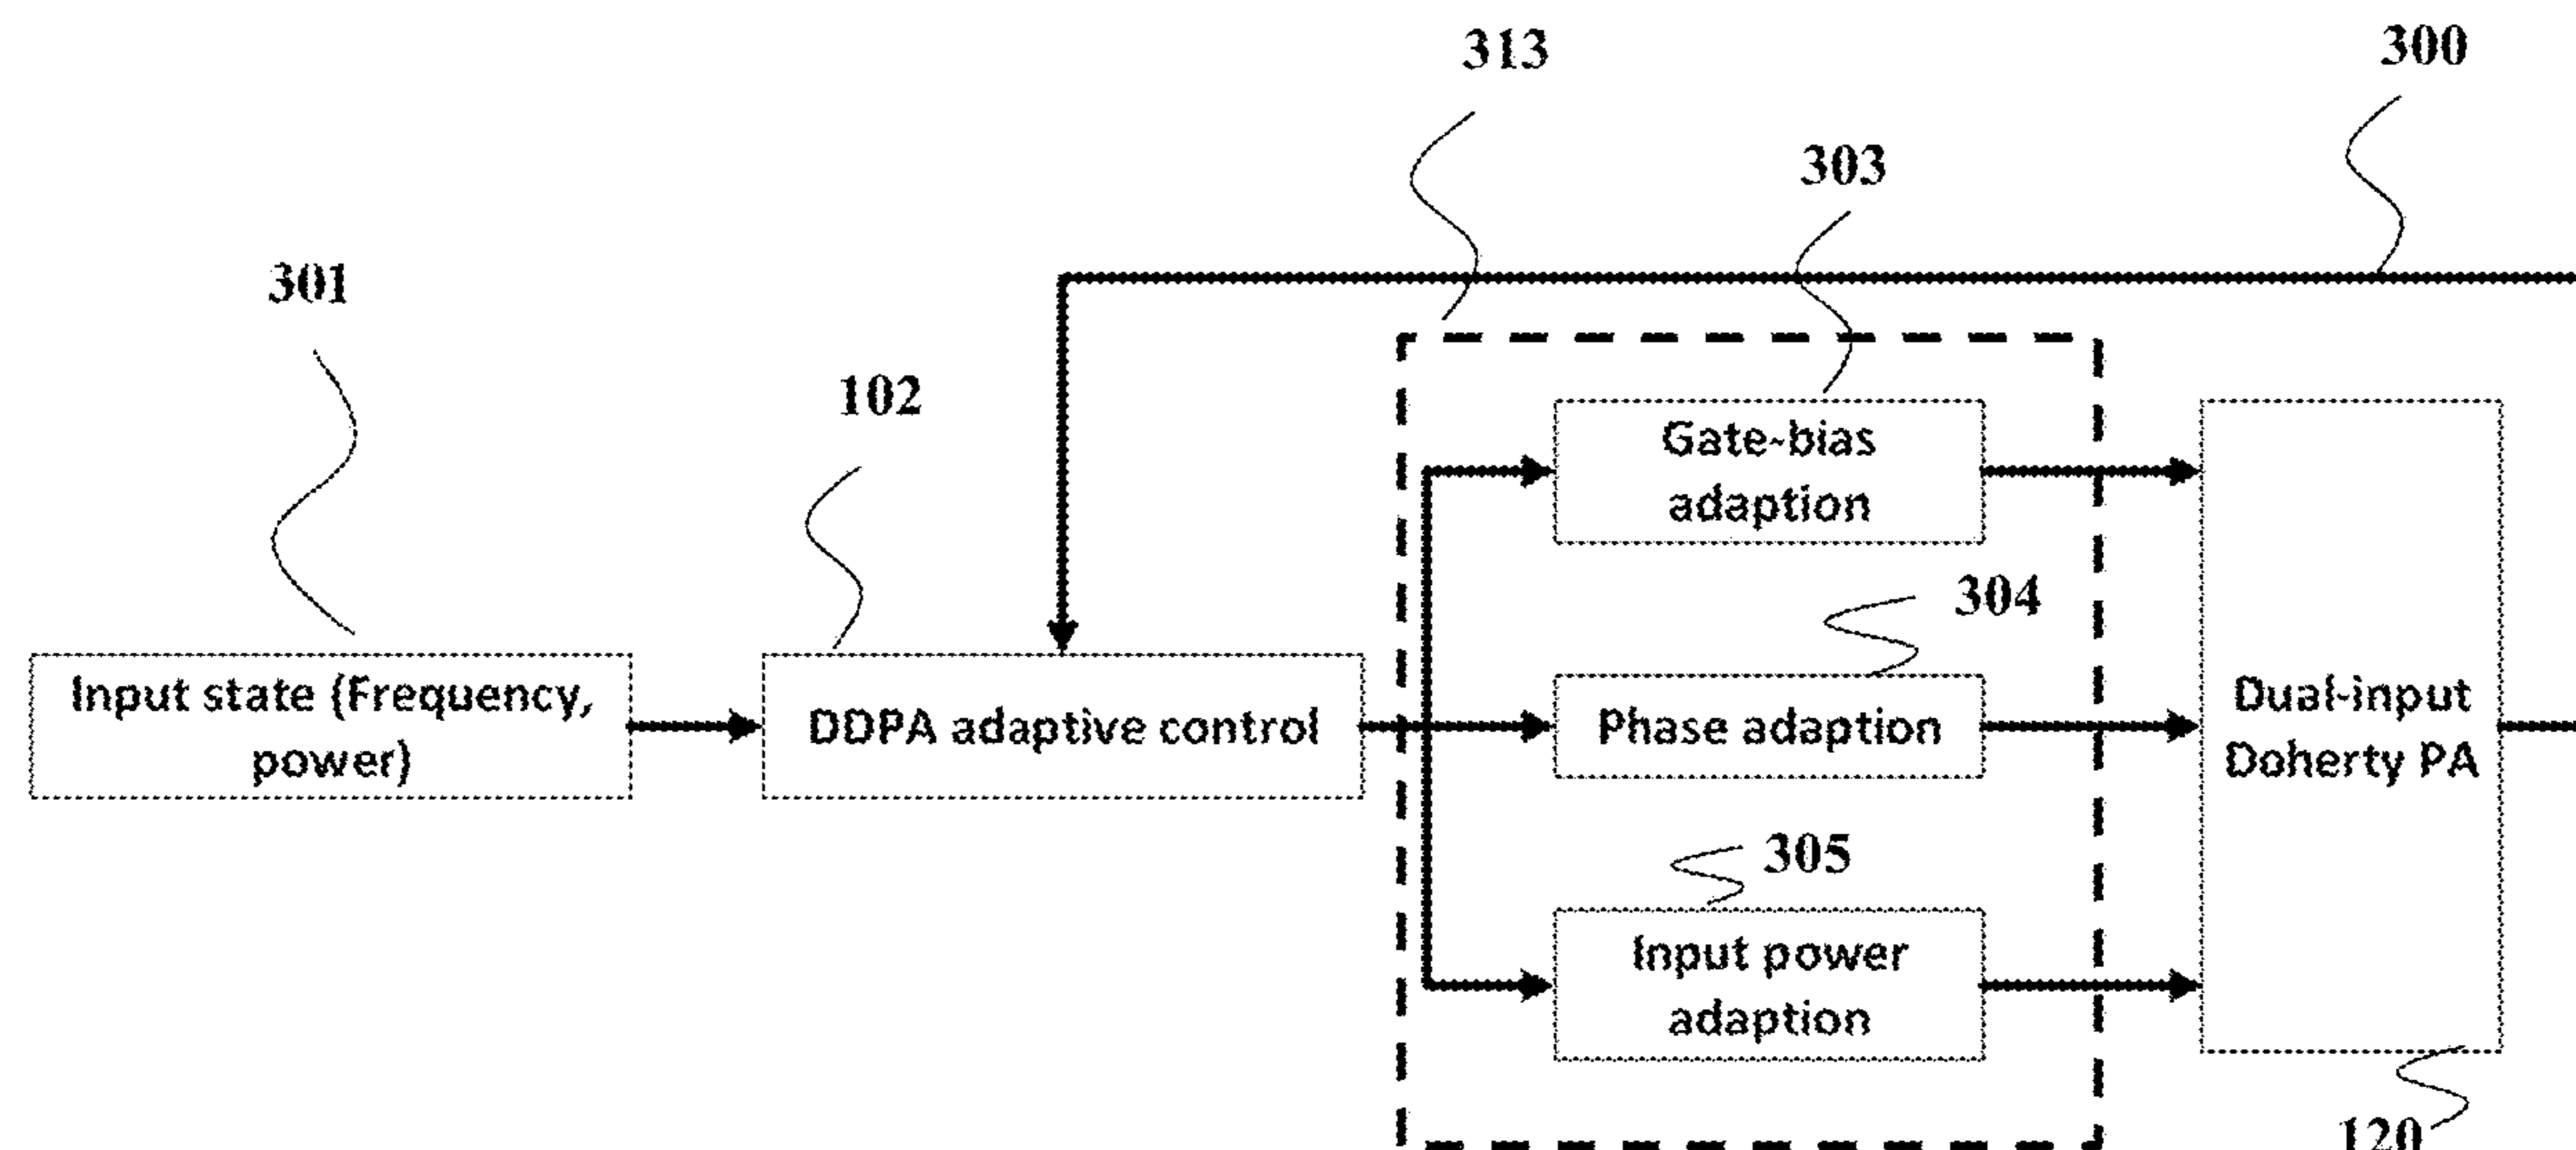 313
300
303
301
102
Gate-bias
adaption
304
Input state (Frequency,
power)
DDPA adaptive control
Phase adaption
Dual-input
Doherty PA
305
Input power
adaption
120